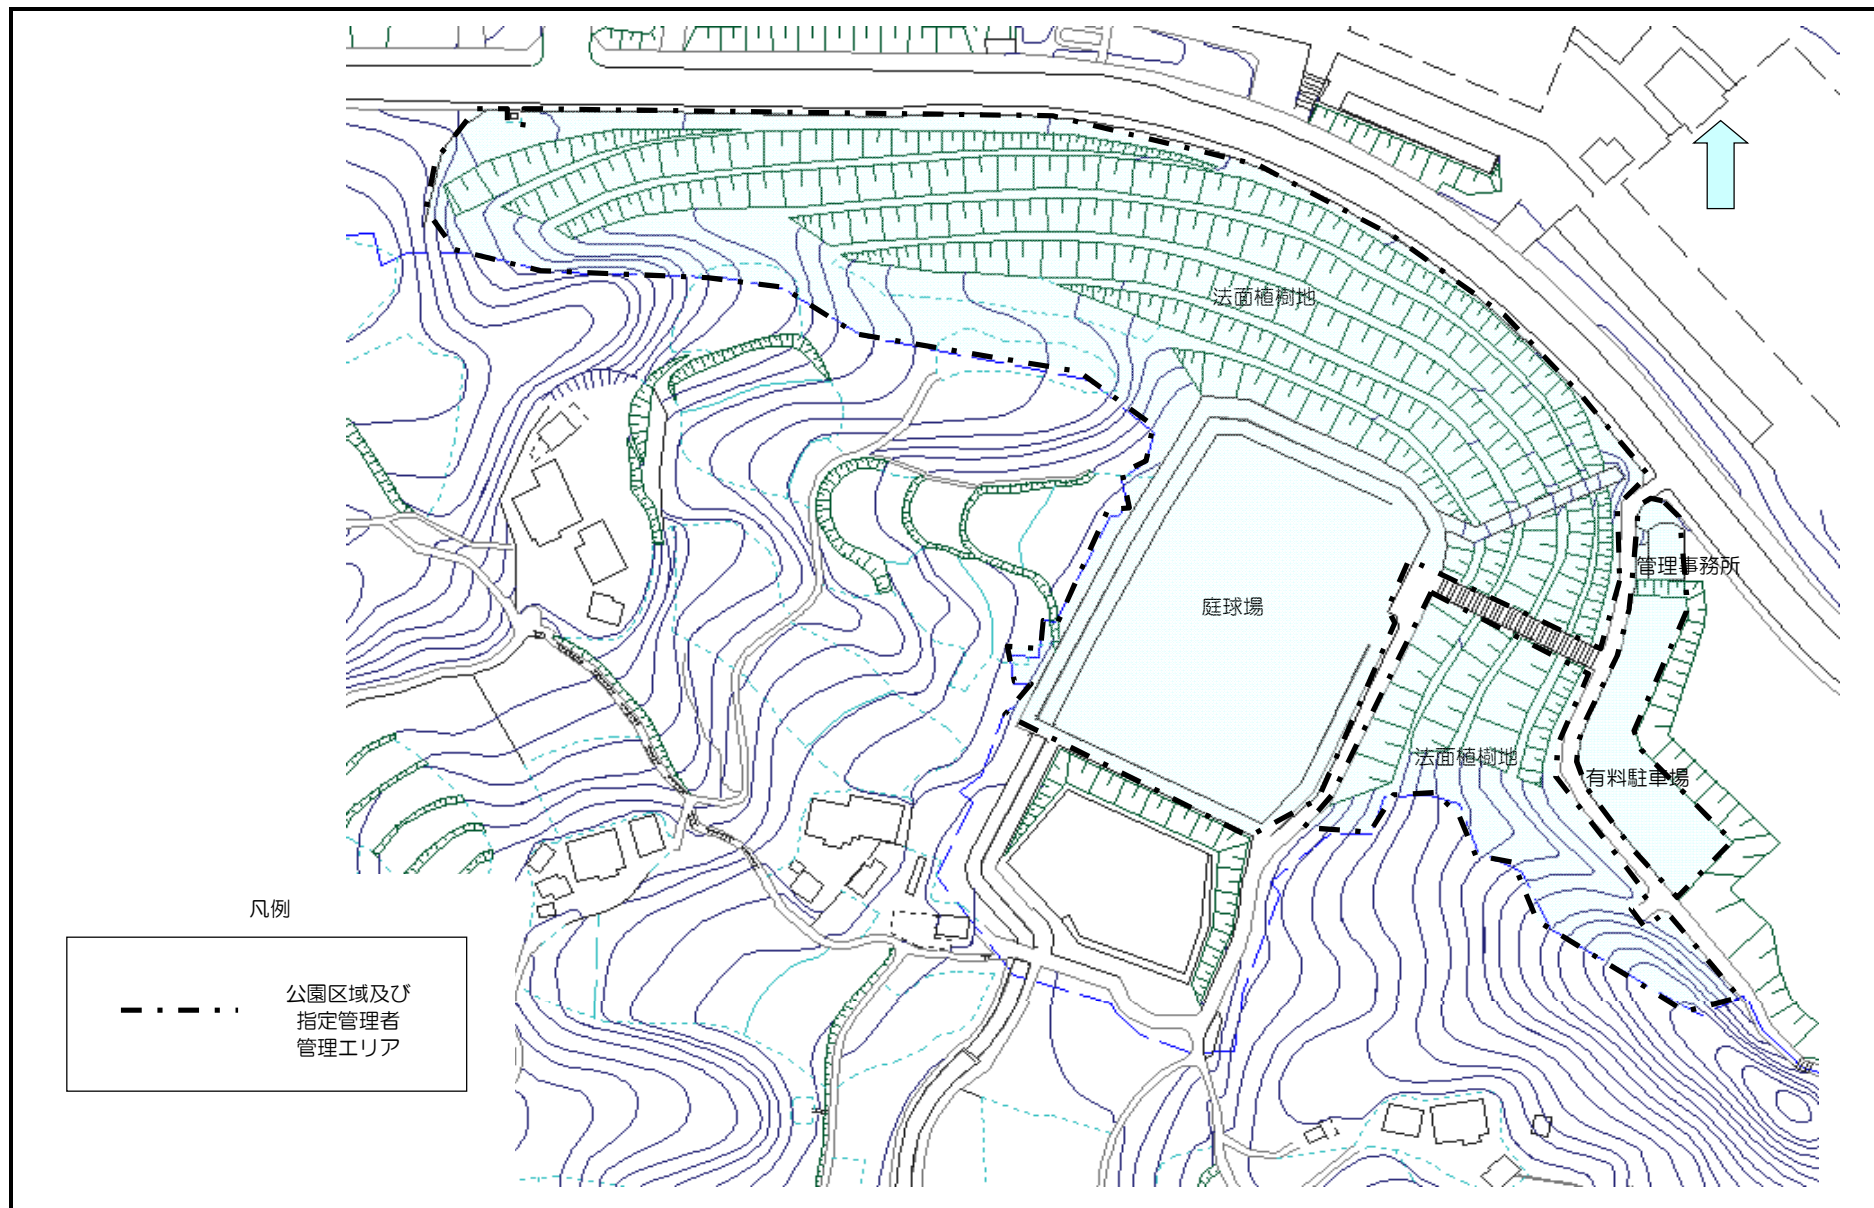 法面植樹地
管理事務所
庭球場
法面植樹地
有料駐車場
凡例
公園区域及び
指定管理者
管理エリア